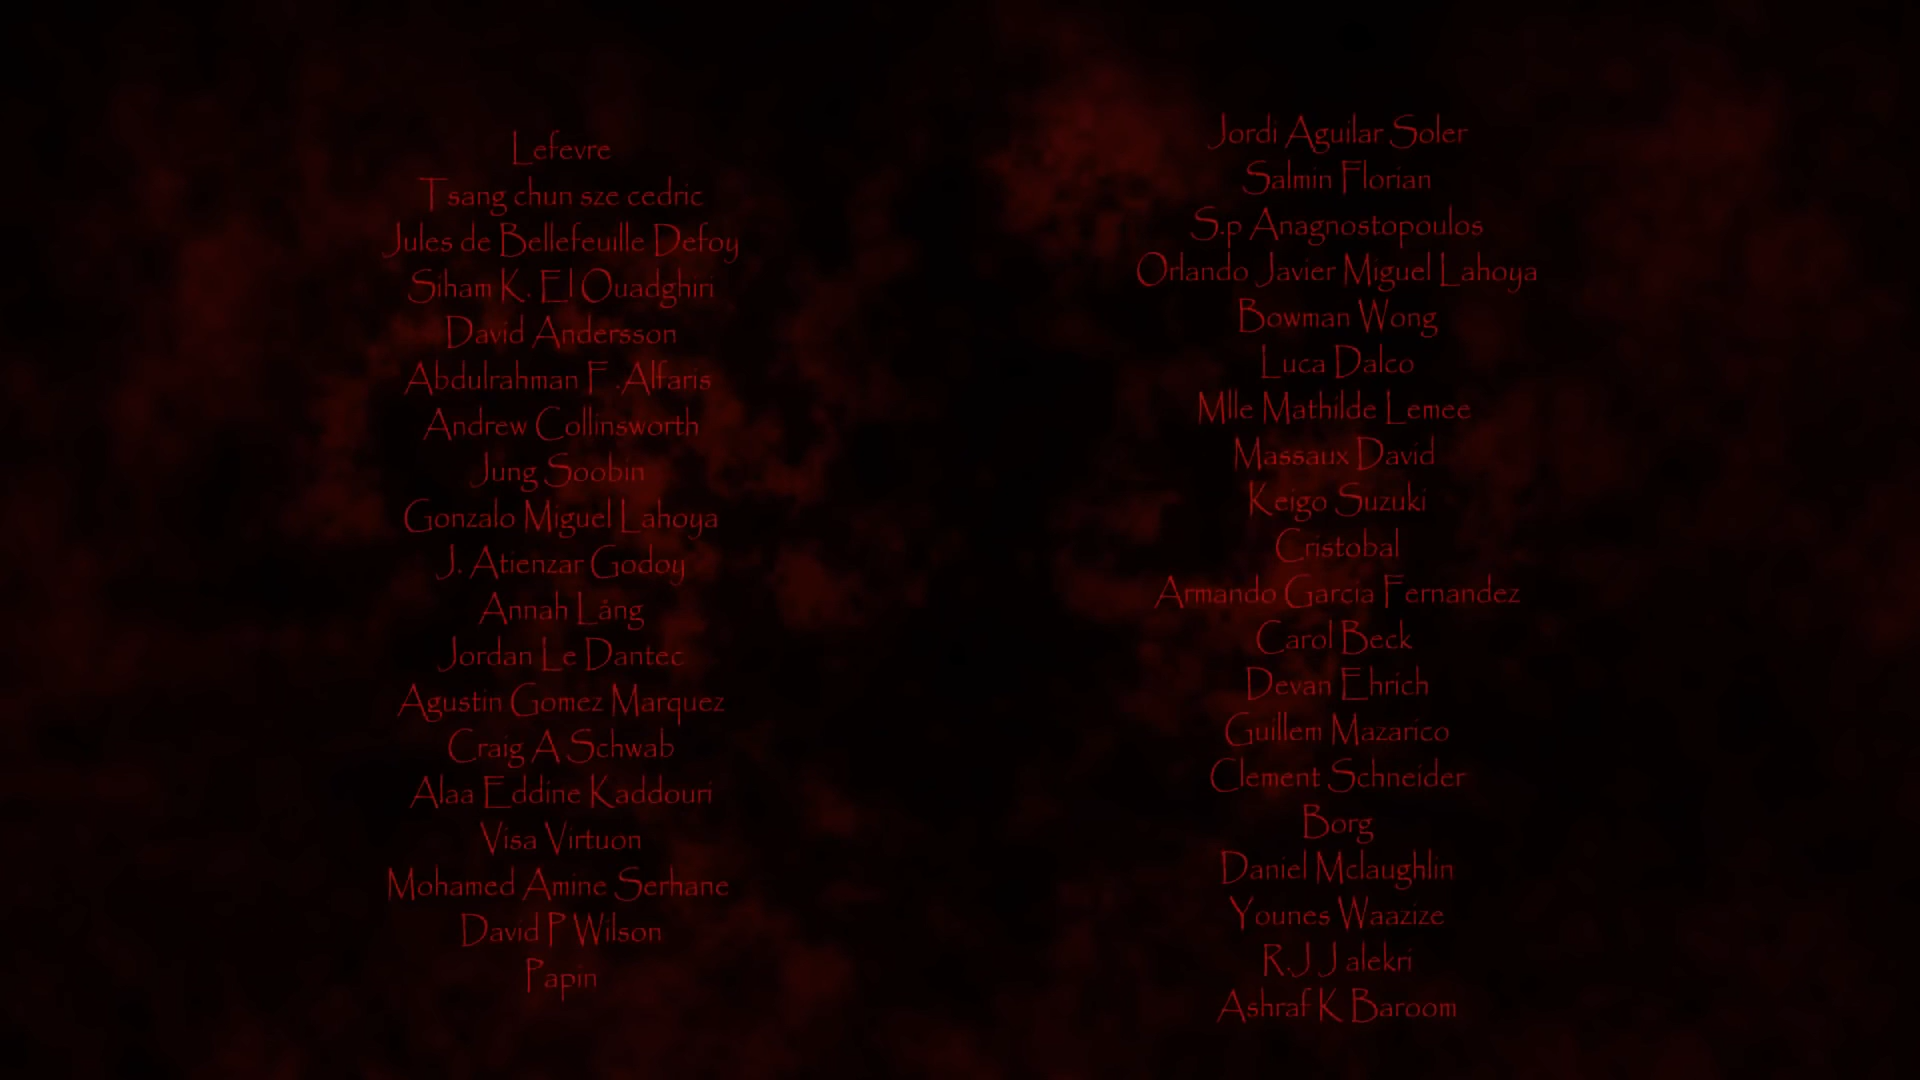 Lefevre
Tsang chun sze cedric
Jules de Bellefeuille Defoy
Siham K. El Ouadghiri
David Andersson
Abdulrahman F .Alfaris
Andrew Collinsworth
Jung Soobin
Gonzalo Miguel Lahoya
J. Atienzar Godoy
Annah Lång
Jordan Le Dantec
Agustin Gomez Marquez
Craig A Schwab
Alaa Eddine Kaddouri
Visa Virtuon
Mohamed Amine Serhane
David P Wilson
Papin
Jordi Aguilar Soler
Salmin Florian
S.p Anagnostopoulos
Orlando Javier Miguel Lahoya
Bowman Wong
Luca Dalco
Mlle Mathilde Lemee
Massaux David
Keigo Suzuki
Cristobal
Armando Garcia Fernandez
Carol Beck
Devan Ehrich
Guillem Mazarico
Clement Schneider
Borg
Daniel Mclaughlin
Younes Waazize
R.J J alekri
Ashraf K Baroom